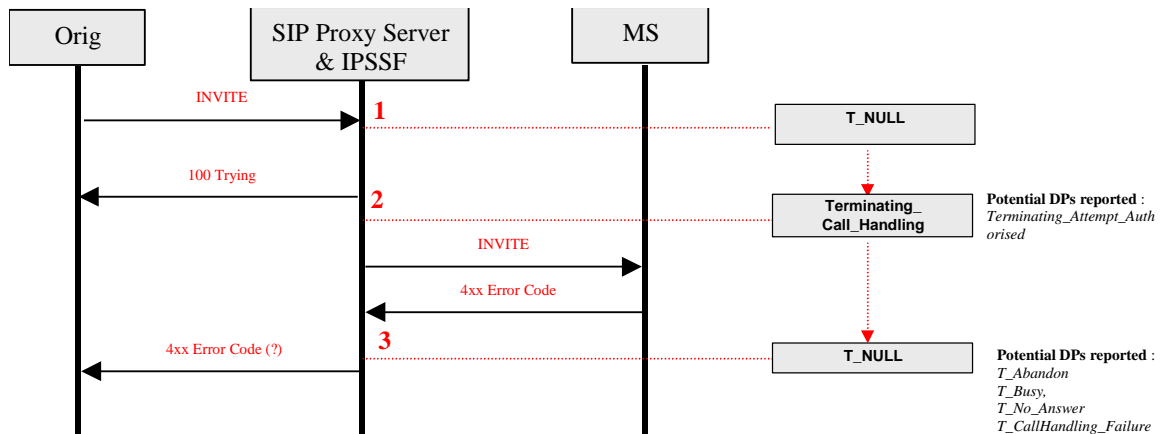 Orig
SIP Proxy Server
& IPSSF
MS
INVITE
1
T_NULL
100 Trying
2
Terminating_
Call_Handling
Potential DPs reported :
Terminating_Attempt_Auth
orised
INVITE
4xx Error Code
3
4xx Error Code (?)
T_NULL
Potential DPs reported :
T_Abandon
T_Busy,
T_No_Answer
T_CallHandling_Failure